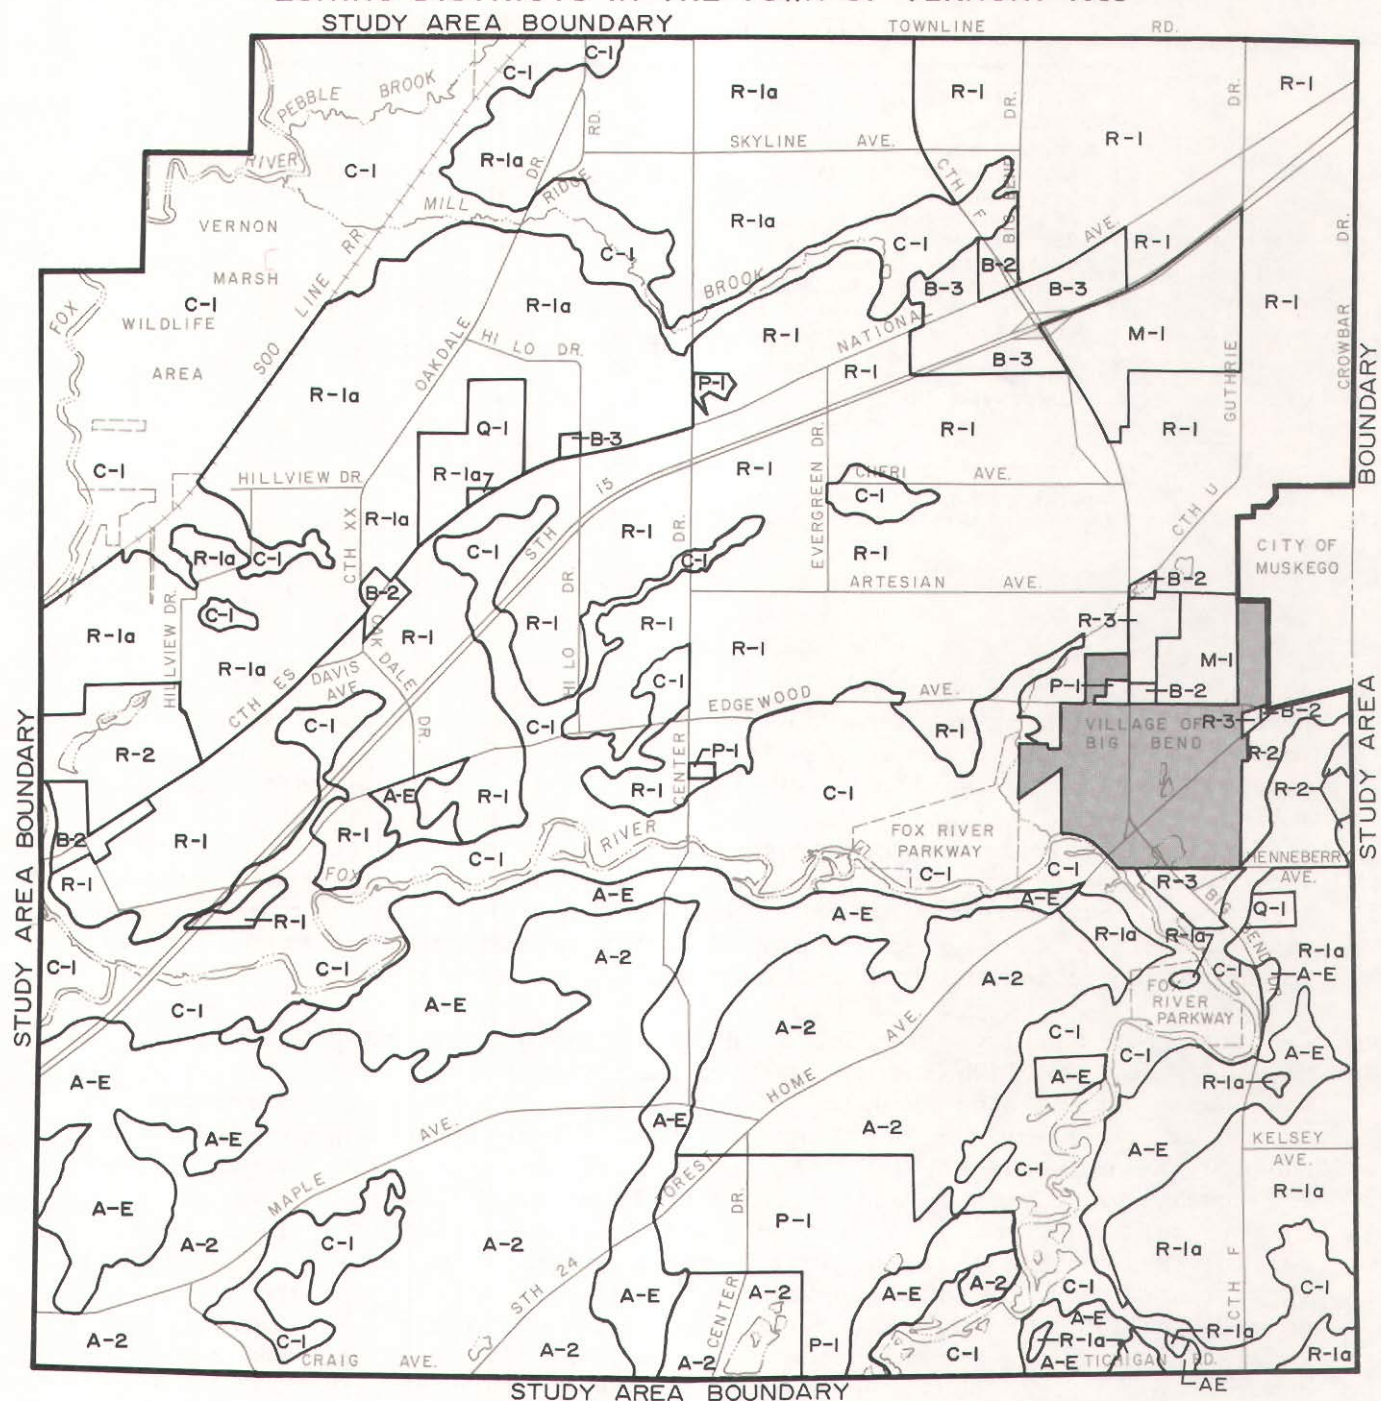 STUDY AREA BOUNDARY
TOWNLINE RD.
C-1
C-1
R-1a
R-1
DR.
DR.
R-1
PEBBLE BROOK
RD.
SKYLINE AVE.
R-1
RIVER
C-1
R-1a
DR.
MILL RIDGE
R-1a
CTH F
BIG BEND
AVE.
VERNON
MARSH
WILDLIFE
AREA
C-1
FOX
SOO LINE RR
C-1
BROOK
C-1
B-2
R-1
DR.
R-1a
B-3
B-3
R-1
CROWBAR
OAKDALE
HI LO DR.
R-1
NATIONAL
M-1
B-3
R-1
GUTHRIE
BOUNDARY
R-1a
P-1
Q-1
B-3
R-1
R-1
C-1
HILLVIEW DR.
R-1a
R-1
EVERGREEN DR.
CHERI AVE.
C-1
15
STH
R-1a
CTH XX
C-1
R-1
DR.
CTH U
R-1a
C-1
C-1
R-1
CITY OF
MUSKEGO
ARTESIAN AVE.
B-2
B-2
C-1
R-1a
HILLVIEW DR.
R-1a
OAKDALE
DR.
R-1
R-1
DR.
HI LO
R-1
R-1
R-3
M-1
CTH ES
DAVIS
AVE.
C-1
P-1
B-2
EDGEWOOD AVE.
C-1
C-1
R-1
VILLAGE OF
BIG BEND
R-3
B-2
R-2
R-2
P-1
CENTER
R-2
STUDY AREA
B-2
R-1
A-E
R-1
R-1
C-1
R-1
RIVER
FOX RIVER
PARKWAY
C-1
C-1
HENNEBERRY
AVE.
C-1
FOX
R-1
R-3
BIG BEND
DR.
Q-1
R-1
A-E
A-E
A-E
R-1a
R-1a
R-1a
C-1
C-1
A-2
A-2
C-1
A-E
FOX
RIVER
PARKWAY
C-1
A-E
A-2
AVE.
C-1
C-1
A-E
STUDY AREA BOUNDARY
A-E
HOME
A-E
R-1a
A-E
AVE.
A-E
A-2
A-E
KELSEY
AVE.
MAPLE
FOREST
C-1
R-1a
A-E
A-2
C-1
A-2
DR.
P-1
R-1a
STH 24
CTH F
C-1
A-E
A-2
A-E
A-2
C-1
A-E
A-2
C-1
CRAIG AVE.
A-2
A-2
CENTER
P-1
C-1
R-1a
A-E
R-1a
TICHIGAN RD.
R-1a
AE
STUDY AREA BOUNDARY